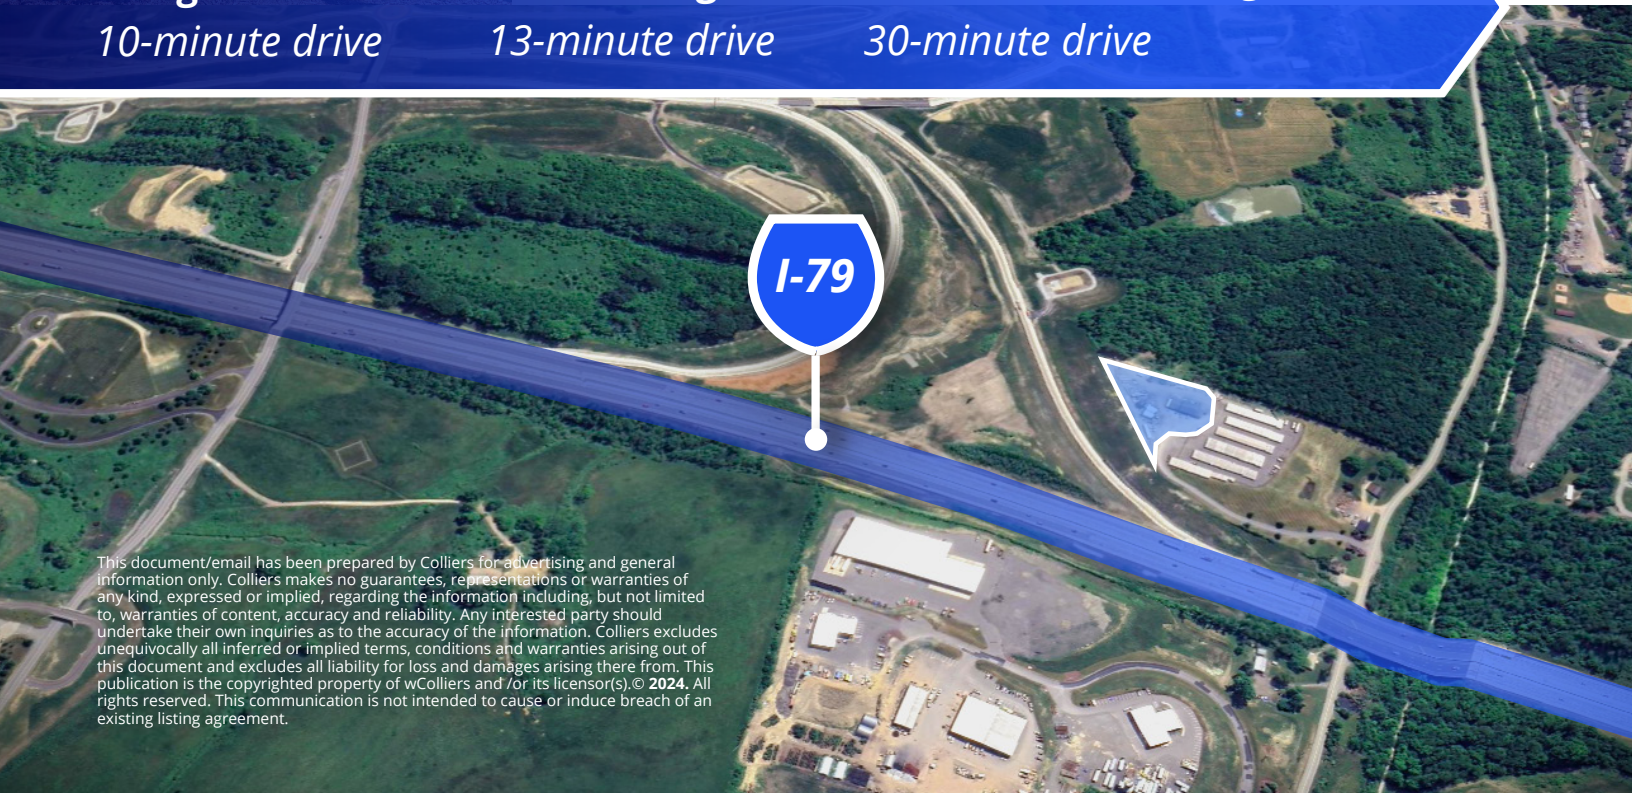 10-minute drive 13-minute drive 30-minute drive
I-79
This document/email has been prepared by Colliers for advertising and general
information only. Colliers makes no guarantees, representations or warranties of
any kind, expressed or implied, regarding the information including, but not limited
to, warranties of content, accuracy and reliability. Any interested party should
undertake their own inquiries as to the accuracy of the information. Colliers excludes
unequivocally all inferred or implied terms, conditions and warranties arising out of
this document and excludes all liability for loss and damages arising there from. This
publication is the copyrighted property of wColliers and /or its licensor(s).© 2024. All
rights reserved. This communication is not intended to cause or induce breach of an
existing listing agreement.